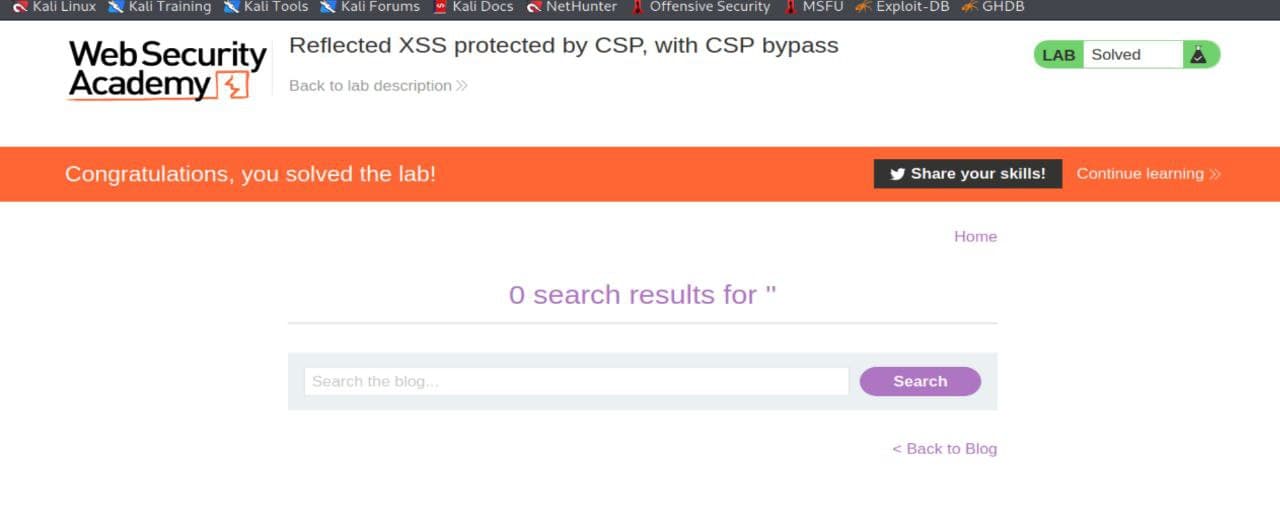 Kali Linux Kali Training Kali Tools Kali Forums Kali Docs NetHunter Offensive Security MSFU Exploit-DB GHDB
Web Security
Academy
Reflected XSS protected by CSP, with CSP bypass
Back to lab description >>
LAB Solved
Congratulations, you solved the lab!
Share your skills! Continue learning >>
Home
0 search results for ''
Search the blog... Search
< Back to Blog